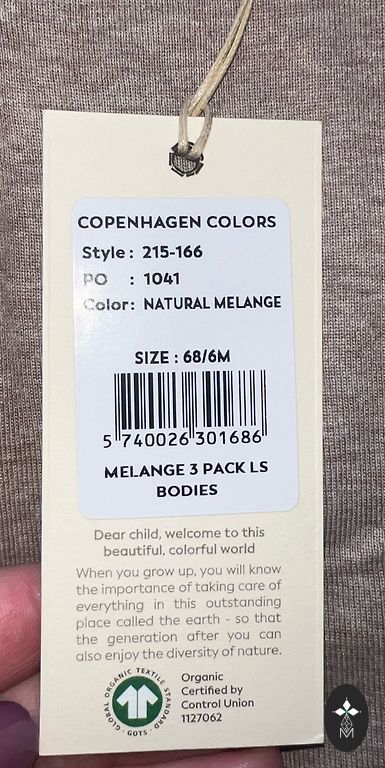 COPENHAGEN COLORS
Style : 215-166
PO : 1041
Color: NATURAL MELANGE
SIZE : 68/6M
5 740026 301686
MELANGE 3 PACK LS
BODIES
Dear child, welcome to this
beautiful, colorful world
When you grow up, you will know
the importance of taking care of
everything in this outstanding
place called the earth - so that
the generation after you can
also enjoy the diversity of nature.
GLOBAL ORGANIC TEXTILE STANDARD
· GOTS ·
Organic
Certified by
Control Union
1127062
M